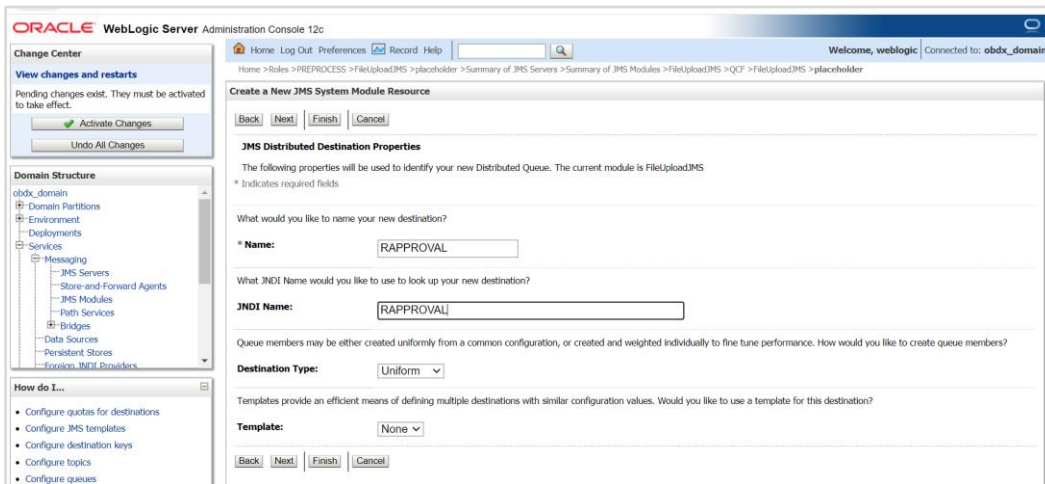 ORACLE WebLogic Server Administration Console 12c
Change Center
View changes and restarts
Pending changes exist. They must be activated
to take effect.
Activate Changes
Undo All Changes
Domain Structure
obdx_domain
Domain Partitions
Environment
Deployments
Services
Messaging
JMS Servers
Store-and-Forward Agents
JMS Modules
Path Services
Bridges
Data Sources
Persistent Stores
Foreign JNDI Providers
How do I...
• Configure quotas for destinations
• Configure JMS templates
• Configure destination keys
• Configure topics
• Configure queues
Home Log Out Preferences Record Help
Welcome, weblogic Connected to: obdx_domain
Home >Roles >PREPROCESS >FileUploadJMS >placeholder >Summary of JMS Servers >Summary of JMS Modules >FileUploadJMS >QCF >FileUploadJMS >placeholder
Create a New JMS System Module Resource
Back Next Finish Cancel
JMS Distributed Destination Properties
The following properties will be used to identify your new Distributed Queue. The current module is FileUploadJMS
* Indicates required fields
What would you like to name your new destination?
* Name: RAPPROVAL
What JNDI Name would you like to use to look up your new destination?
JNDI Name: RAPPROVAL
Queue members may be either created uniformly from a common configuration, or created and weighted individually to fine tune performance. How would you like to create queue members?
Destination Type: Uniform
Templates provide an efficient means of defining multiple destinations with similar configuration values. Would you like to use a template for this destination?
Template: None
Back Next Finish Cancel